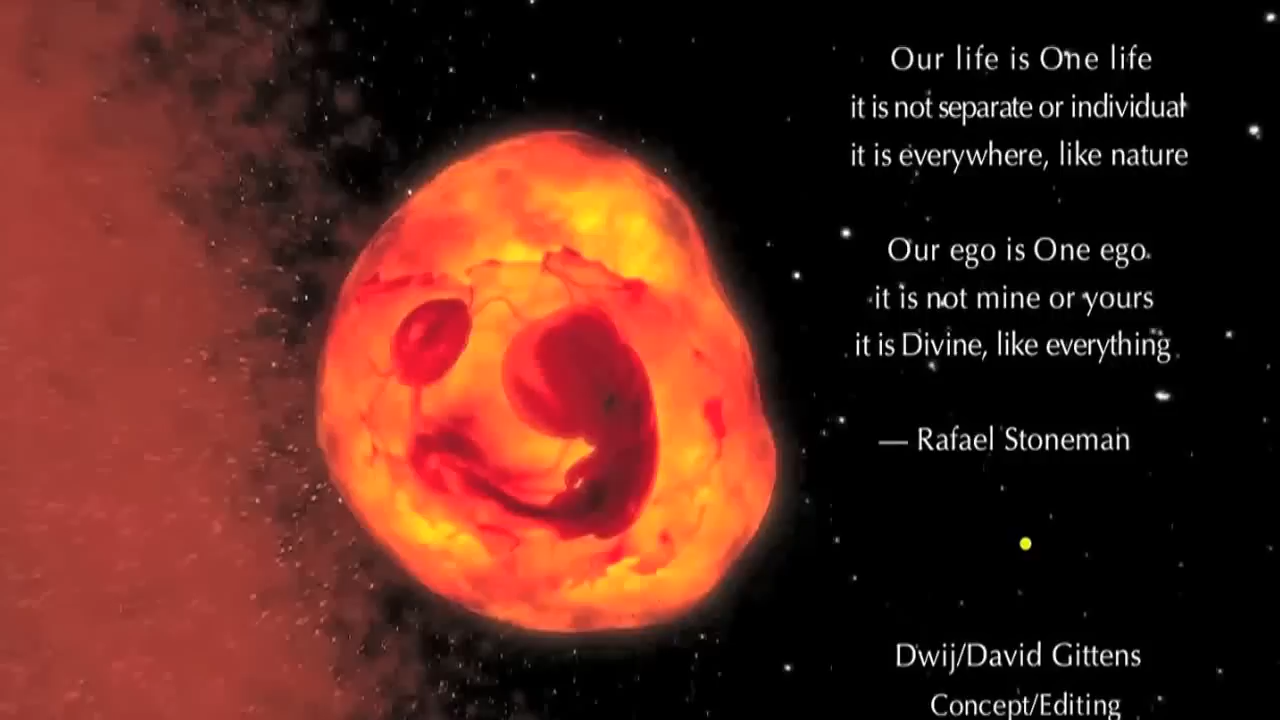 Our life is One life
it is not separate or individual
it is everywhere, like nature
Our ego is One ego
it is not mine or yours
it is Divine, like everything
— Rafael Stoneman
Dwij/David Gittens
Concept/Editing